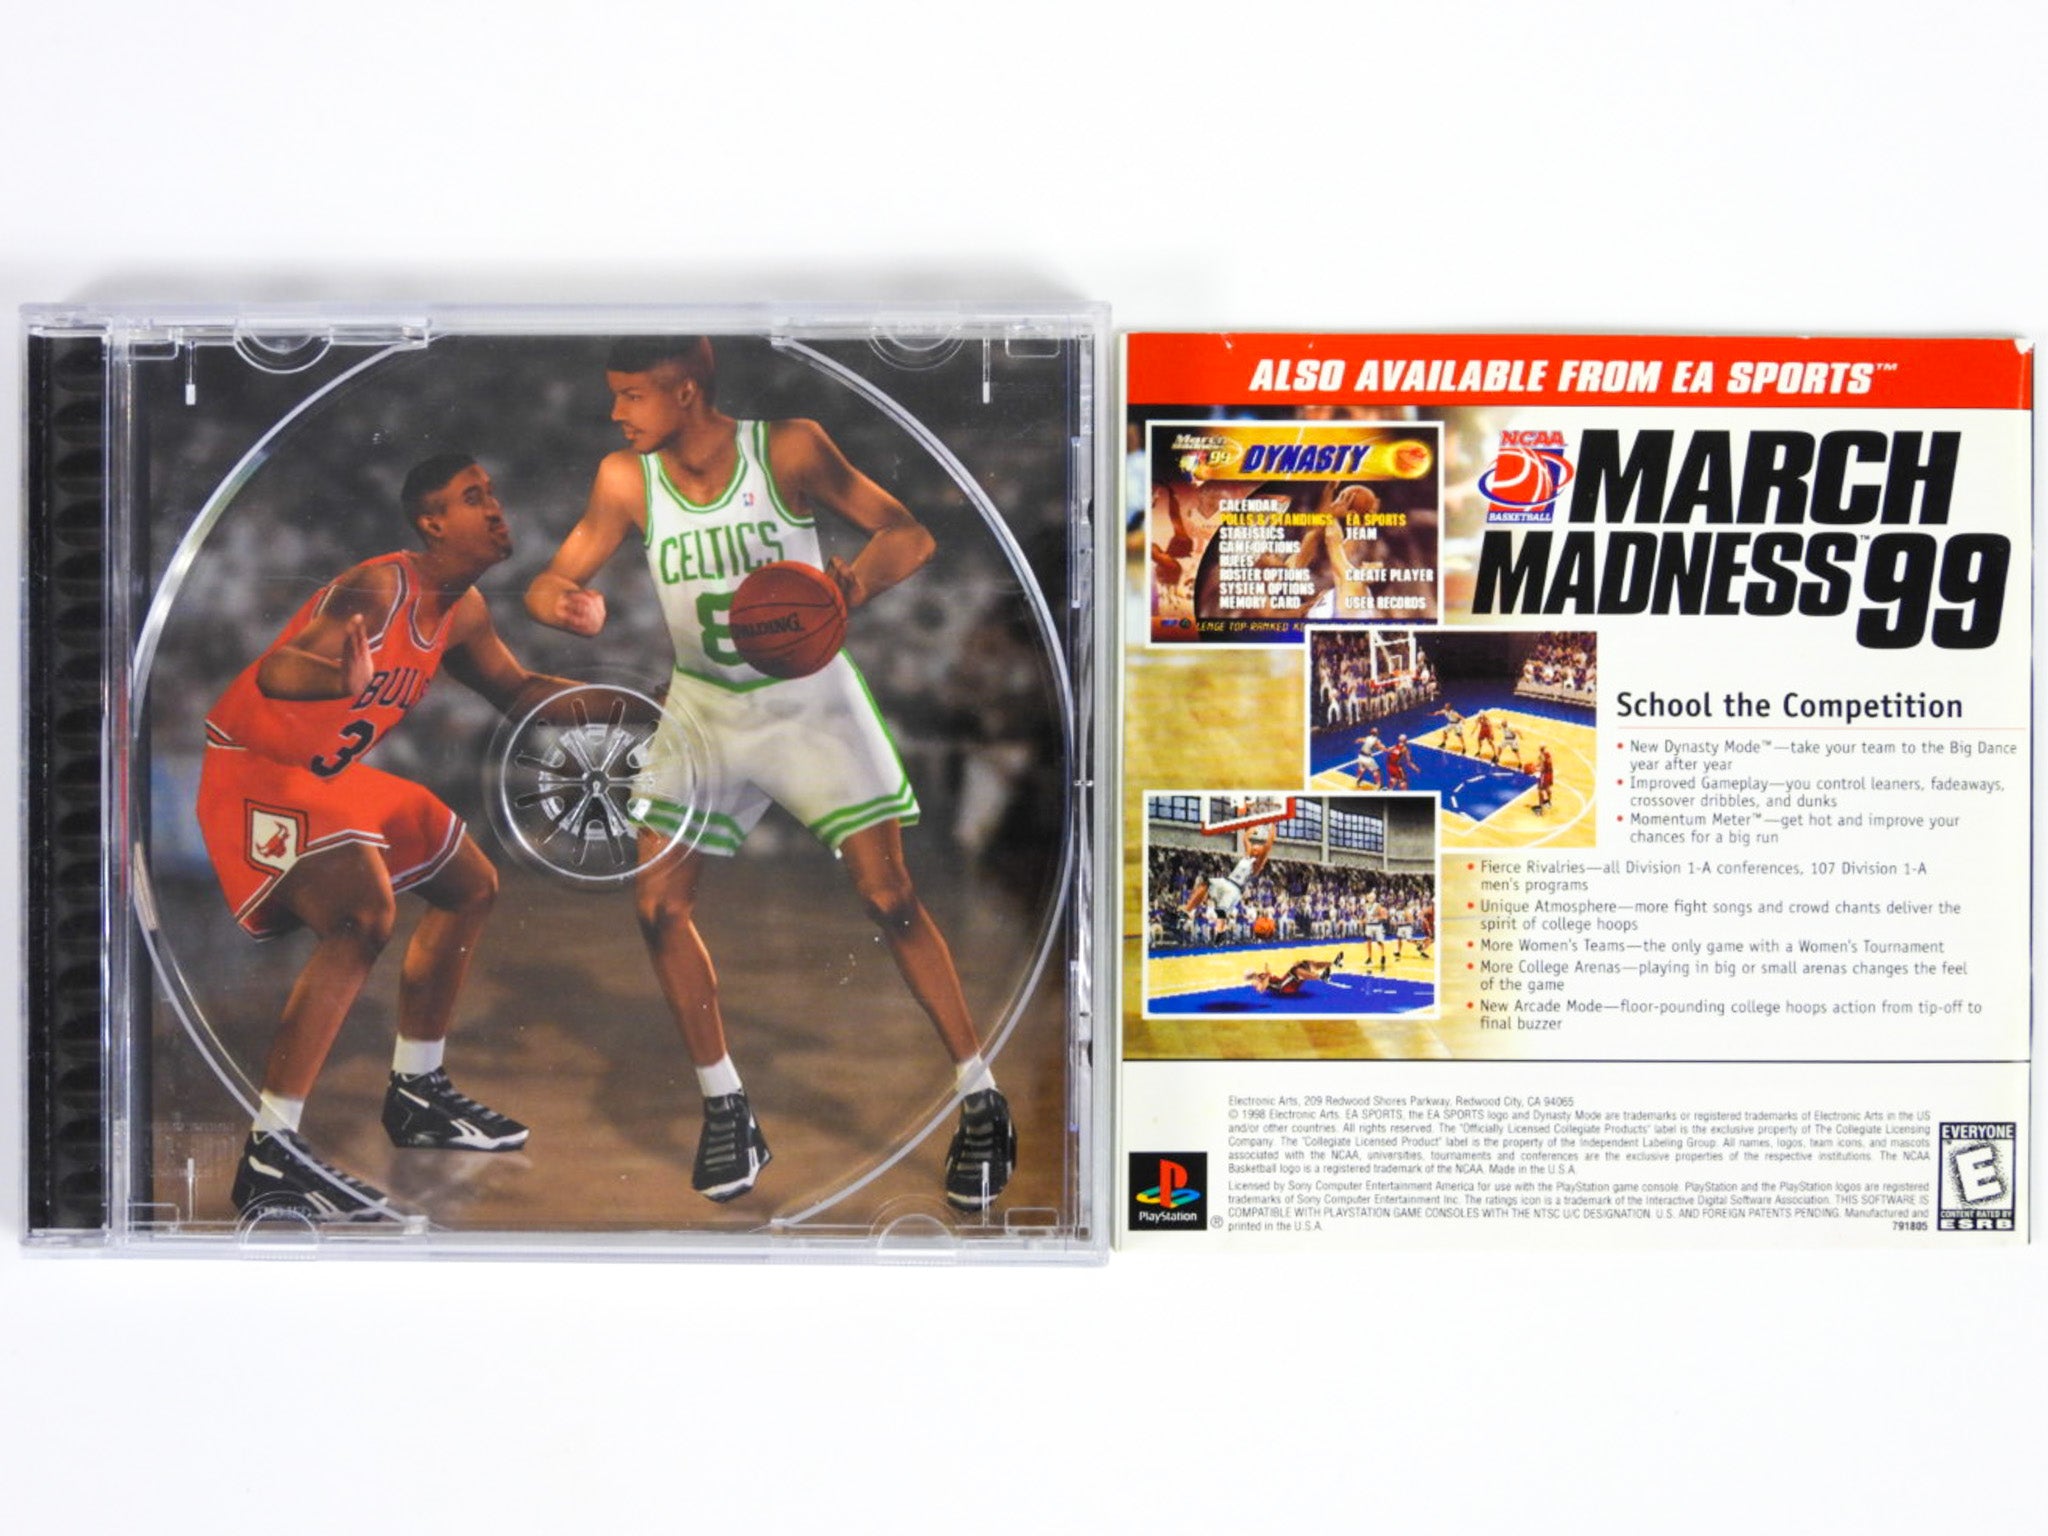 CELTICS
8
SPALDING
BULLS
3
ALSO AVAILABLE FROM EA SPORTS™
March
Madness
99
DYNASTY
CALENDAR
POLLS & STANDINGS
STATISTICS
GAME OPTIONS
RULES
ROSTER OPTIONS
SYSTEM OPTIONS
MEMORY CARD
EA SPORTS
TEAM
CREATE PLAYER
USER RECORDS
LENGE TOP-RANKED
NCAA
BASKETBALL
MARCH
MADNESS™99
School the Competition
• New Dynasty Mode™—take your team to the Big Dance
year after year
• Improved Gameplay—you control leaners, fadeaways,
crossover dribbles, and dunks
• Momentum Meter™—get hot and improve your
chances for a big run
• Fierce Rivalries—all Division 1-A conferences, 107 Division 1-A
men's programs
• Unique Atmosphere—more fight songs and crowd chants deliver the
spirit of college hoops
• More Women's Teams—the only game with a Women's Tournament
• More College Arenas—playing in big or small arenas changes the feel
of the game
• New Arcade Mode—floor-pounding college hoops action from tip-off to
final buzzer
Electronic Arts, 209 Redwood Shores Parkway, Redwood City, CA 94065
© 1998 Electronic Arts. EA SPORTS, the EA SPORTS logo and Dynasty Mode are trademarks or registered trademarks of Electronic Arts in the US
and/or other countries. All rights reserved. The "Officially Licensed Collegiate Products" label is the exclusive property of The Collegiate Licensing
Company. The "Collegiate Licensed Product" label is the property of the Independent Labeling Group. All names, logos, team icons, and mascots
associated with the NCAA, universities, tournaments and conferences are the exclusive properties of the respective institutions. The NCAA
Basketball logo is a registered trademark of the NCAA. Made in the U.S.A.
Licensed by Sony Computer Entertainment America for use with the PlayStation game console. PlayStation and the PlayStation logos are registered
trademarks of Sony Computer Entertainment Inc. The ratings icon is a trademark of the Interactive Digital Software Association. THIS SOFTWARE IS
COMPATIBLE WITH PLAYSTATION GAME CONSOLES WITH THE NTSC U/C DESIGNATION. U.S. AND FOREIGN PATENTS PENDING. Manufactured and
printed in the U.S.A.
791805
PlayStation
®
EVERYONE
E
CONTENT RATED BY
ESRB